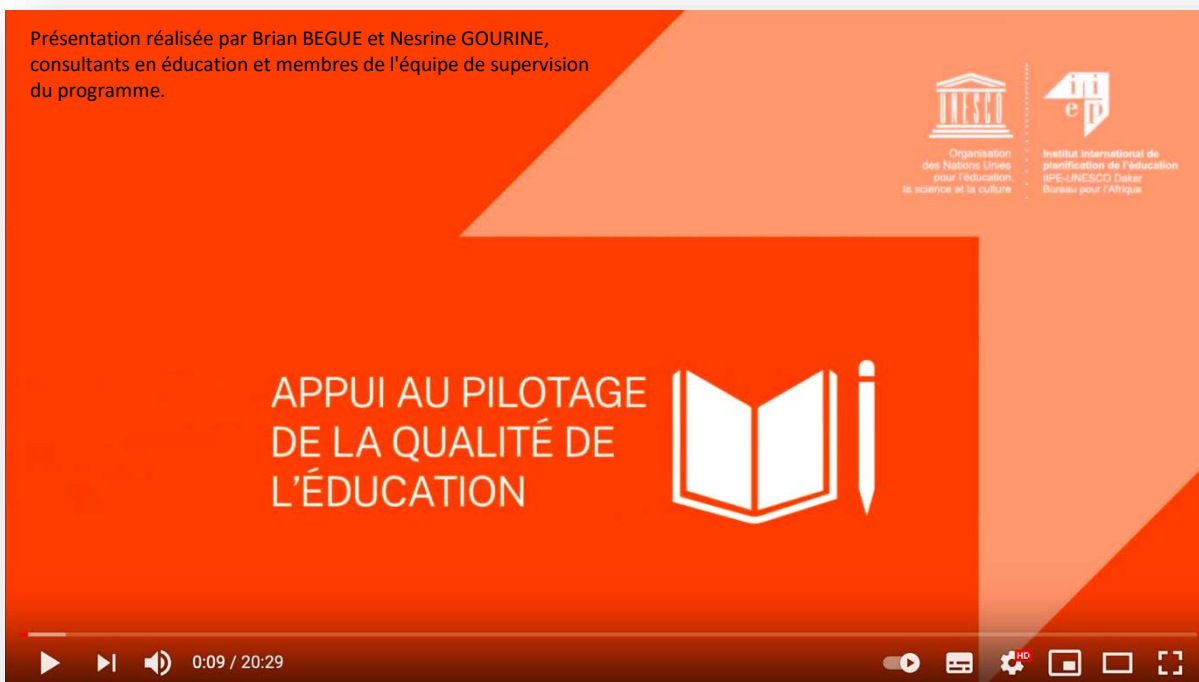 Présentation réalisée par Brian BEGUE et Nesrine GOURINE,
consultants en éducation et membres de l'équipe de supervision
du programme.
UNESCO
Organisation
des Nations Unies
pour l'éducation,
la science et la culture
iiep
Institut international de
planification de l'éducation
IIPE-UNESCO Dakar
Bureau pour l'Afrique
APPUI AU PILOTAGE
DE LA QUALITÉ DE
L'ÉDUCATION
0:09 / 20:29
HD